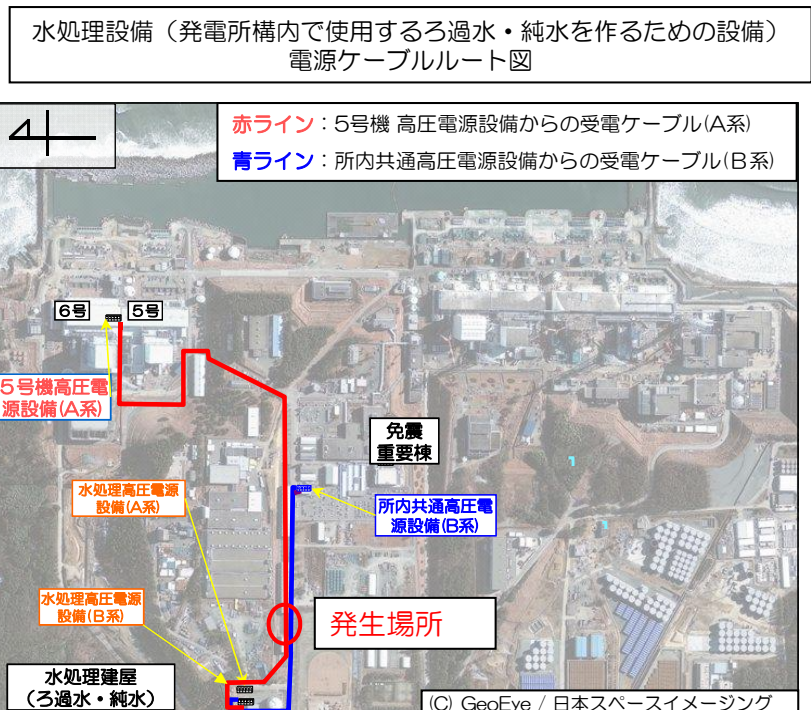 水処理設備（発電所構内で使用するろ過水・純水を作るための設備）
電源ケーブルルート図
赤ライン：5号機 高圧電源設備からの受電ケーブル(A系)
青ライン：所内共通高圧電源設備からの受電ケーブル(B系)
6号
5号
5号機高圧電
源設備(A系)
免震
重要棟
水処理高圧電源
設備(A系)
所内共通高圧電
源設備(B系)
水処理高圧電源
設備(B系)
発生場所
水処理建屋
（ろ過水・純水）
(C) GeoEye / 日本スペースイメージング